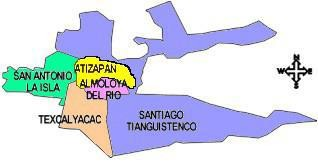 ATIZAPAN
SAN ANTONIO
LA ISLA
ALMOLOYA
DEL RIO
TEXCALYACAC
SANTIAGO
TIANGUISTENCO
N
W E
S